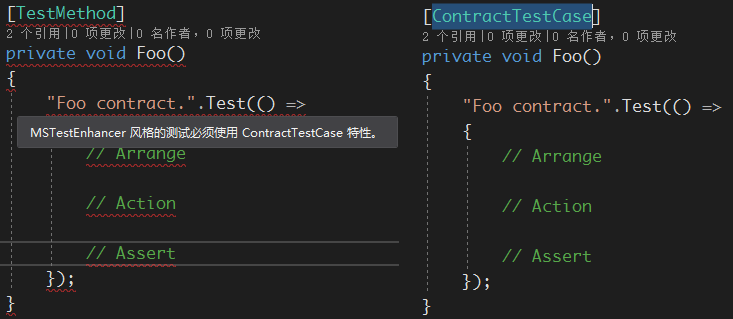 [TestMethod]
2 个引用|0 项更改|0 名作者, 0 项更改
private void Foo()
{
"Foo contract.".Test(() =>
MSTestEnhancer 风格的测试必须使用 ContractTestCase 特性。
// Arrange
// Action
// Assert
});
}
[ContractTestCase]
2 个引用|0 项更改|0 名作者, 0 项更改
private void Foo()
{
"Foo contract.".Test(() =>
{
// Arrange
// Action
// Assert
});
}